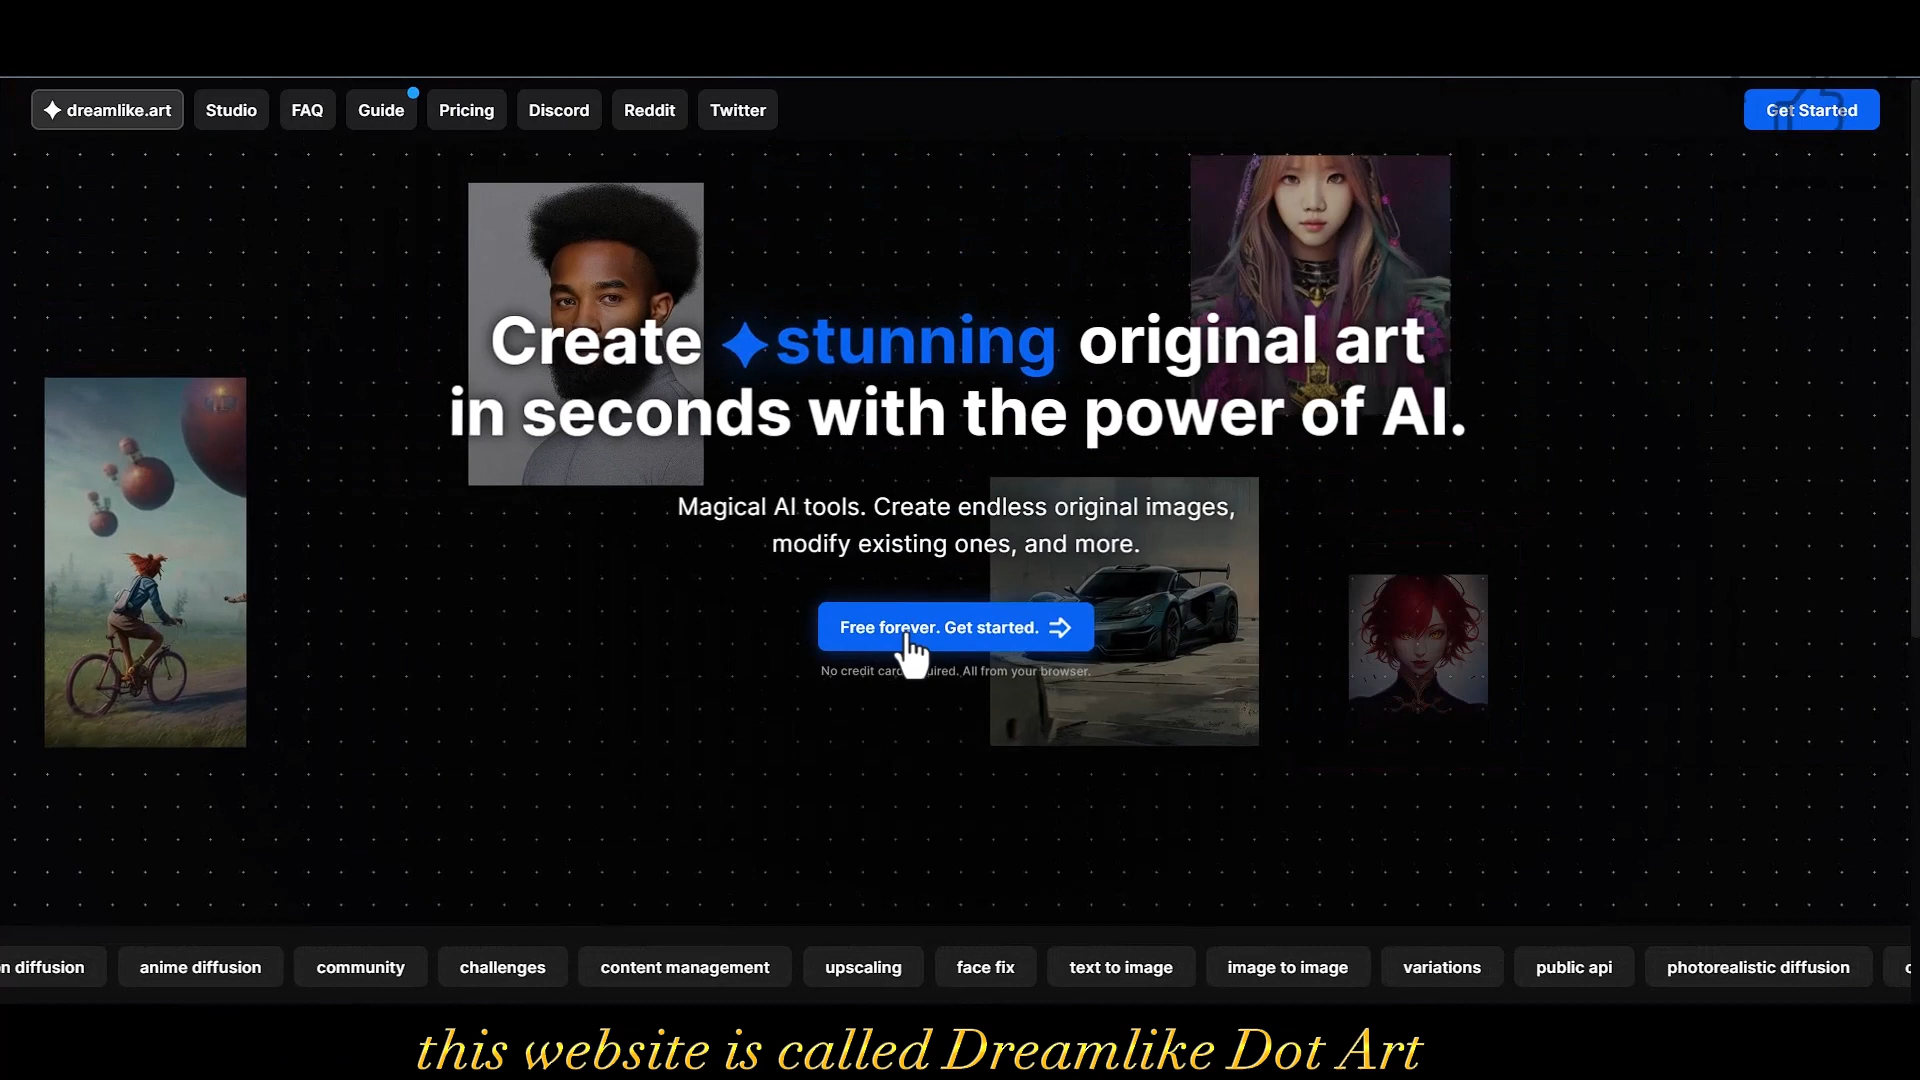 dreamlike.art Studio FAQ Guide Pricing Discord Reddit Twitter Get Started
Create stunning original art
in seconds with the power of AI.
Magical AI tools. Create endless original images,
modify existing ones, and more.
Free forever. Get started.
No credit card required. All from your browser.
n diffusion anime diffusion community challenges content management upscaling face fix text to image image to image variations public api photorealistic diffusion
this website is called Dreamlike Dot Art